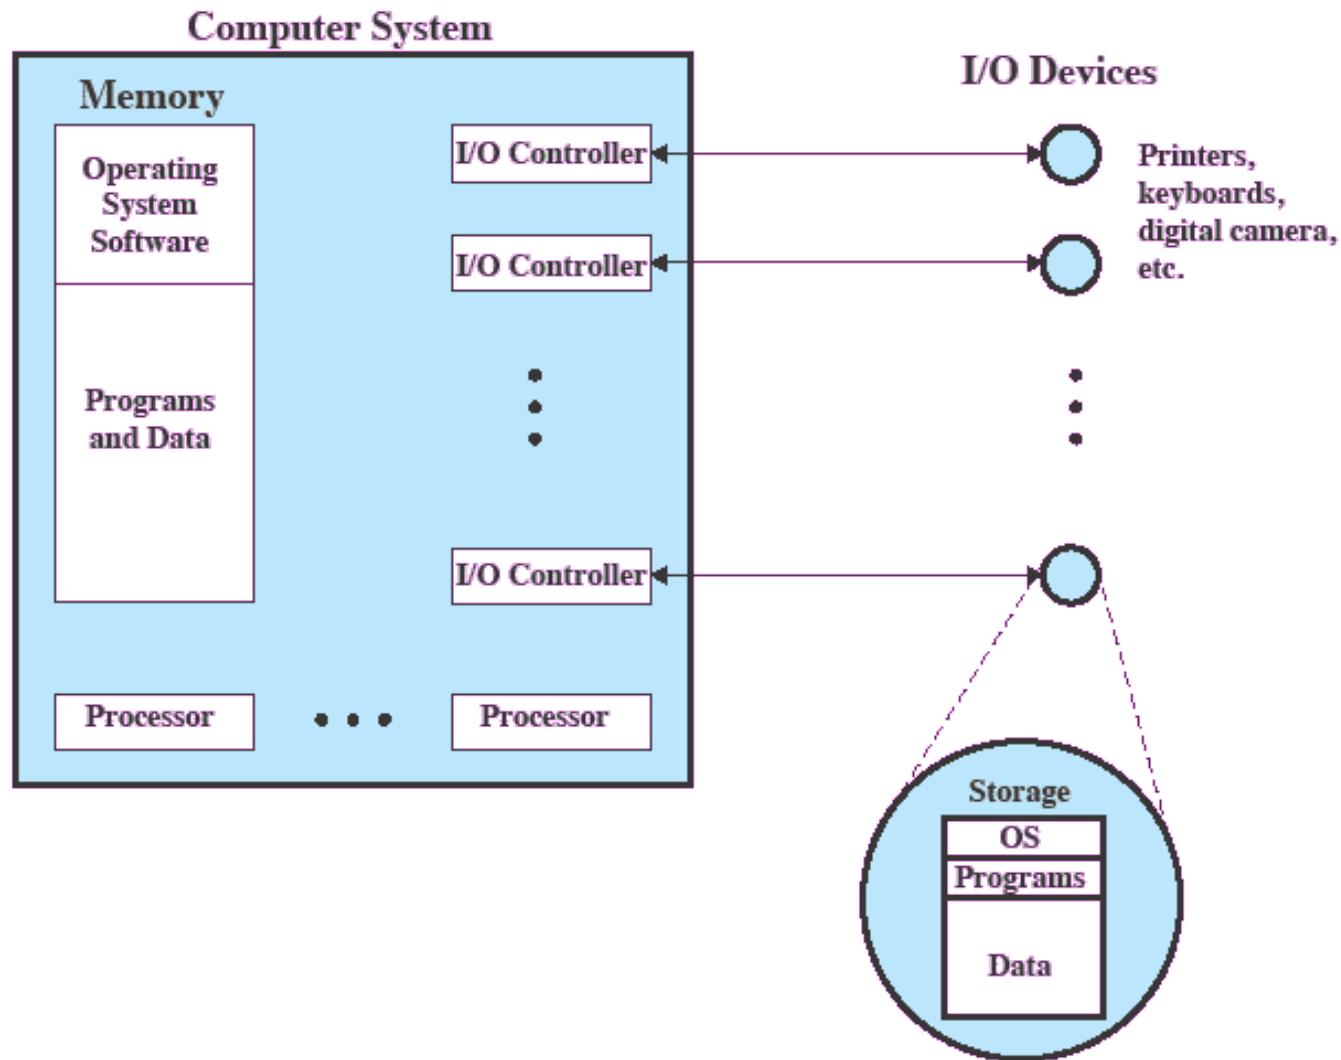 Computer System
Memory
Operating
System
Software
Programs
and Data
I/O Controller
I/O Controller
I/O Controller
Processor
Processor
I/O Devices
Printers,
keyboards,
digital camera,
etc.
Storage
OS
Programs
Data